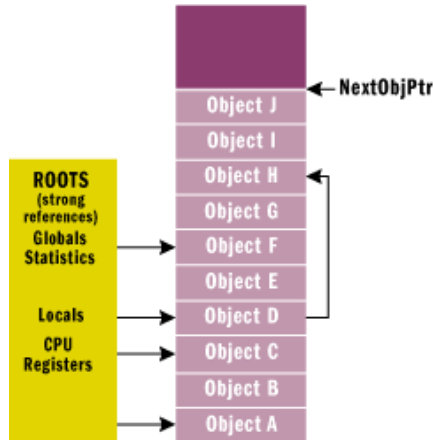 NextObjPtr
Object J
Object I
Object H
Object G
Object F
Object E
Object D
Object C
Object B
Object A
ROOTS
(strong
references)
Globals
Statistics
Locals
CPU
Registers